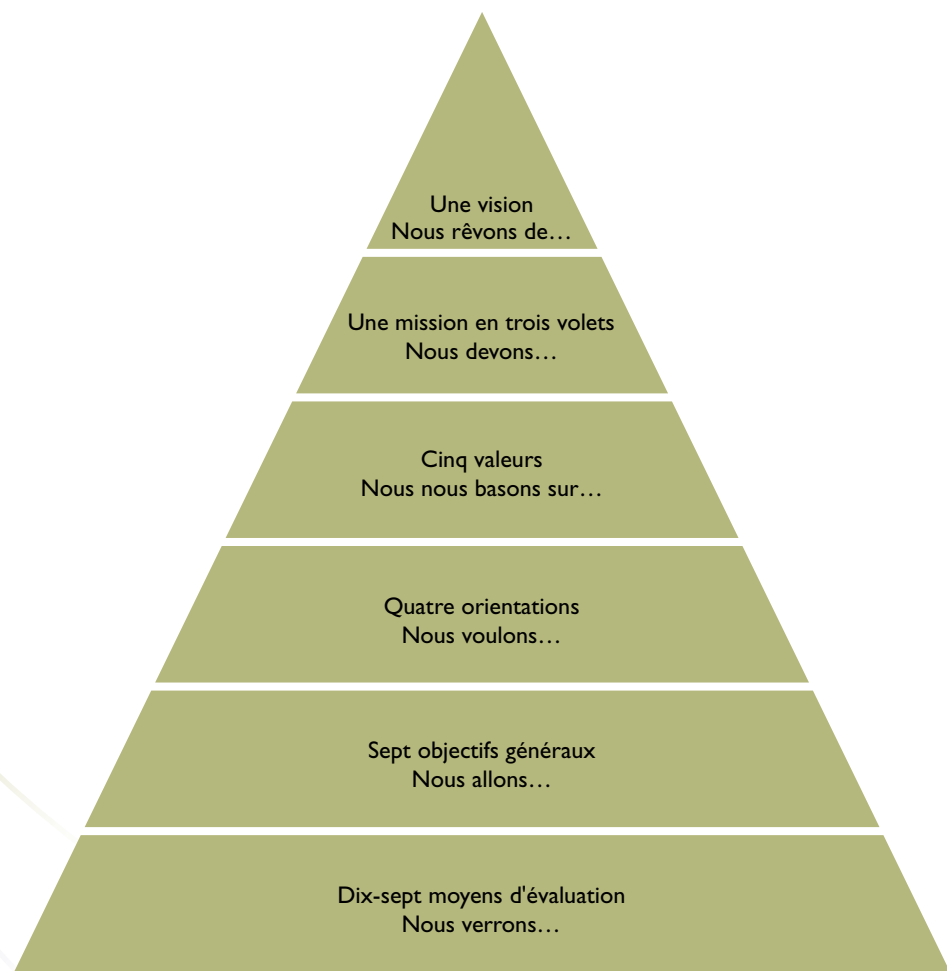 Une vision
Nous rêvons de…
Une mission en trois volets
Nous devons…
Cinq valeurs
Nous nous basons sur…
Quatre orientations
Nous voulons…
Sept objectifs généraux
Nous allons…
Dix-sept moyens d'évaluation
Nous verrons…